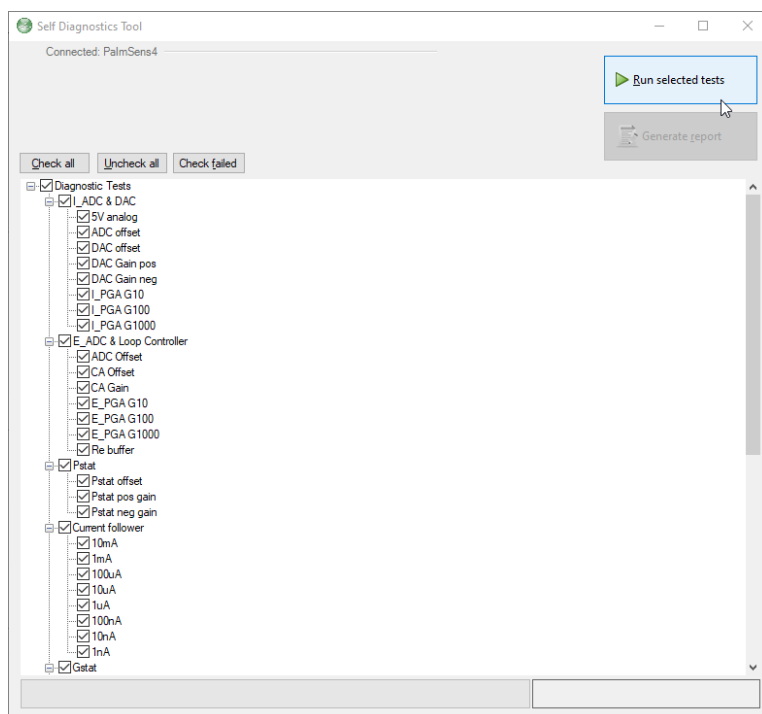 Self Diagnostics Tool
Connected: PalmSens4
Run selected tests
Generate report
Check all Uncheck all Check failed
Diagnostic Tests
I_ADC & DAC
5V analog
ADC offset
DAC offset
DAC Gain pos
DAC Gain neg
I_PGA G10
I_PGA G100
I_PGA G1000
E_ADC & Loop Controller
ADC Offset
CA Offset
CA Gain
E_PGA G10
E_PGA G100
E_PGA G1000
Re buffer
Pstat
Pstat offset
Pstat pos gain
Pstat neg gain
Current follower
10mA
1mA
100uA
10uA
1uA
100nA
10nA
1nA
Gstat